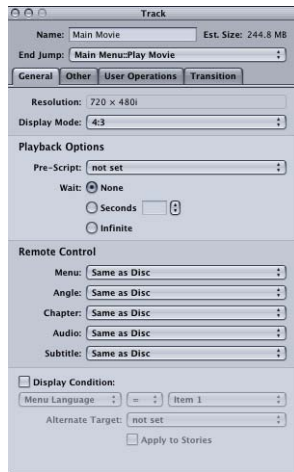 Track
Name: Main Movie Est. Size: 244.8 MB
End Jump: Main Menu::Play Movie
General Other User Operations Transition
Resolution: 720 × 480i
Display Mode: 4:3
Playback Options
Pre-Script: not set
Wait: None
Seconds
Infinite
Remote Control
Menu: Same as Disc
Angle: Same as Disc
Chapter: Same as Disc
Audio: Same as Disc
Subtitle: Same as Disc
Display Condition:
Menu Language = Item 1
Alternate Target: not set
Apply to Stories